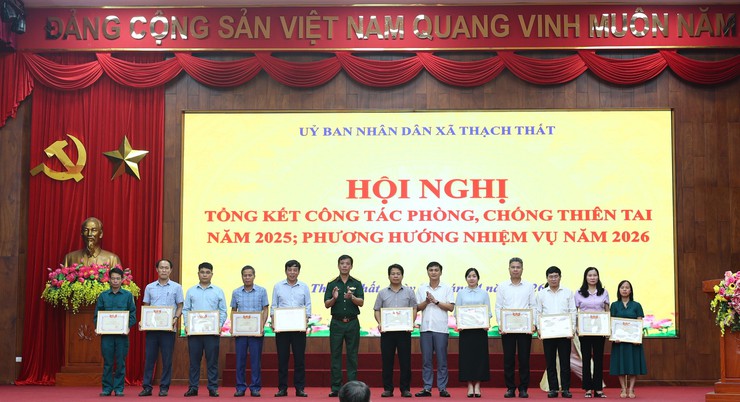 ĐẢNG CỘNG SẢN VIỆT NAM QUANG VINH MUÔN NĂM
UỶ BAN NHÂN DÂN XÃ THẠCH THẤT
HỘI NGHỊ
TỔNG KẾT CÔNG TÁC PHÒNG, CHỐNG THIÊN TAI
NĂM 2025; PHƯƠNG HƯỚNG NHIỆM VỤ NĂM 2026